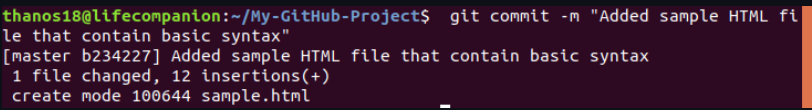 thanos18@lifecompanion:~/My-GitHub-Project$  git commit -m "Added sample HTML fi
le that contain basic syntax"
[master b234227] Added sample HTML file that contain basic syntax
 1 file changed, 12 insertions(+)
 create mode 100644 sample.html